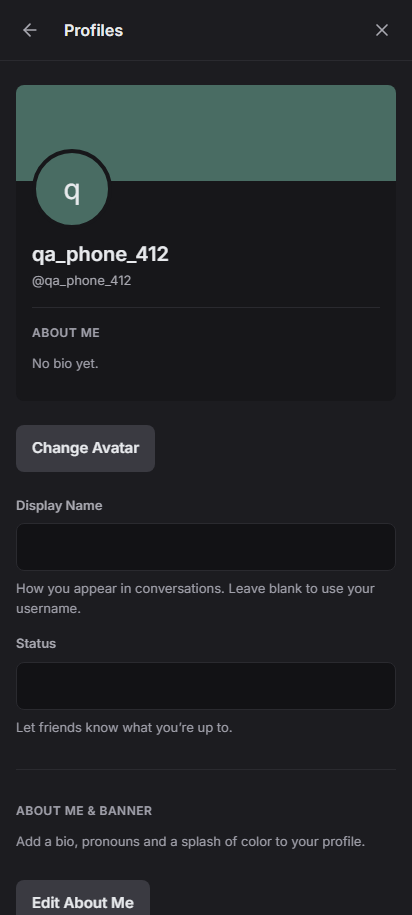 Profiles
q
qa_phone_412
@qa_phone_412
ABOUT ME
No bio yet.
Change Avatar
Display Name
How you appear in conversations. Leave blank to use your
username.
Status
Let friends know what you’re up to.
ABOUT ME & BANNER
Add a bio, pronouns and a splash of color to your profile.
Edit About Me